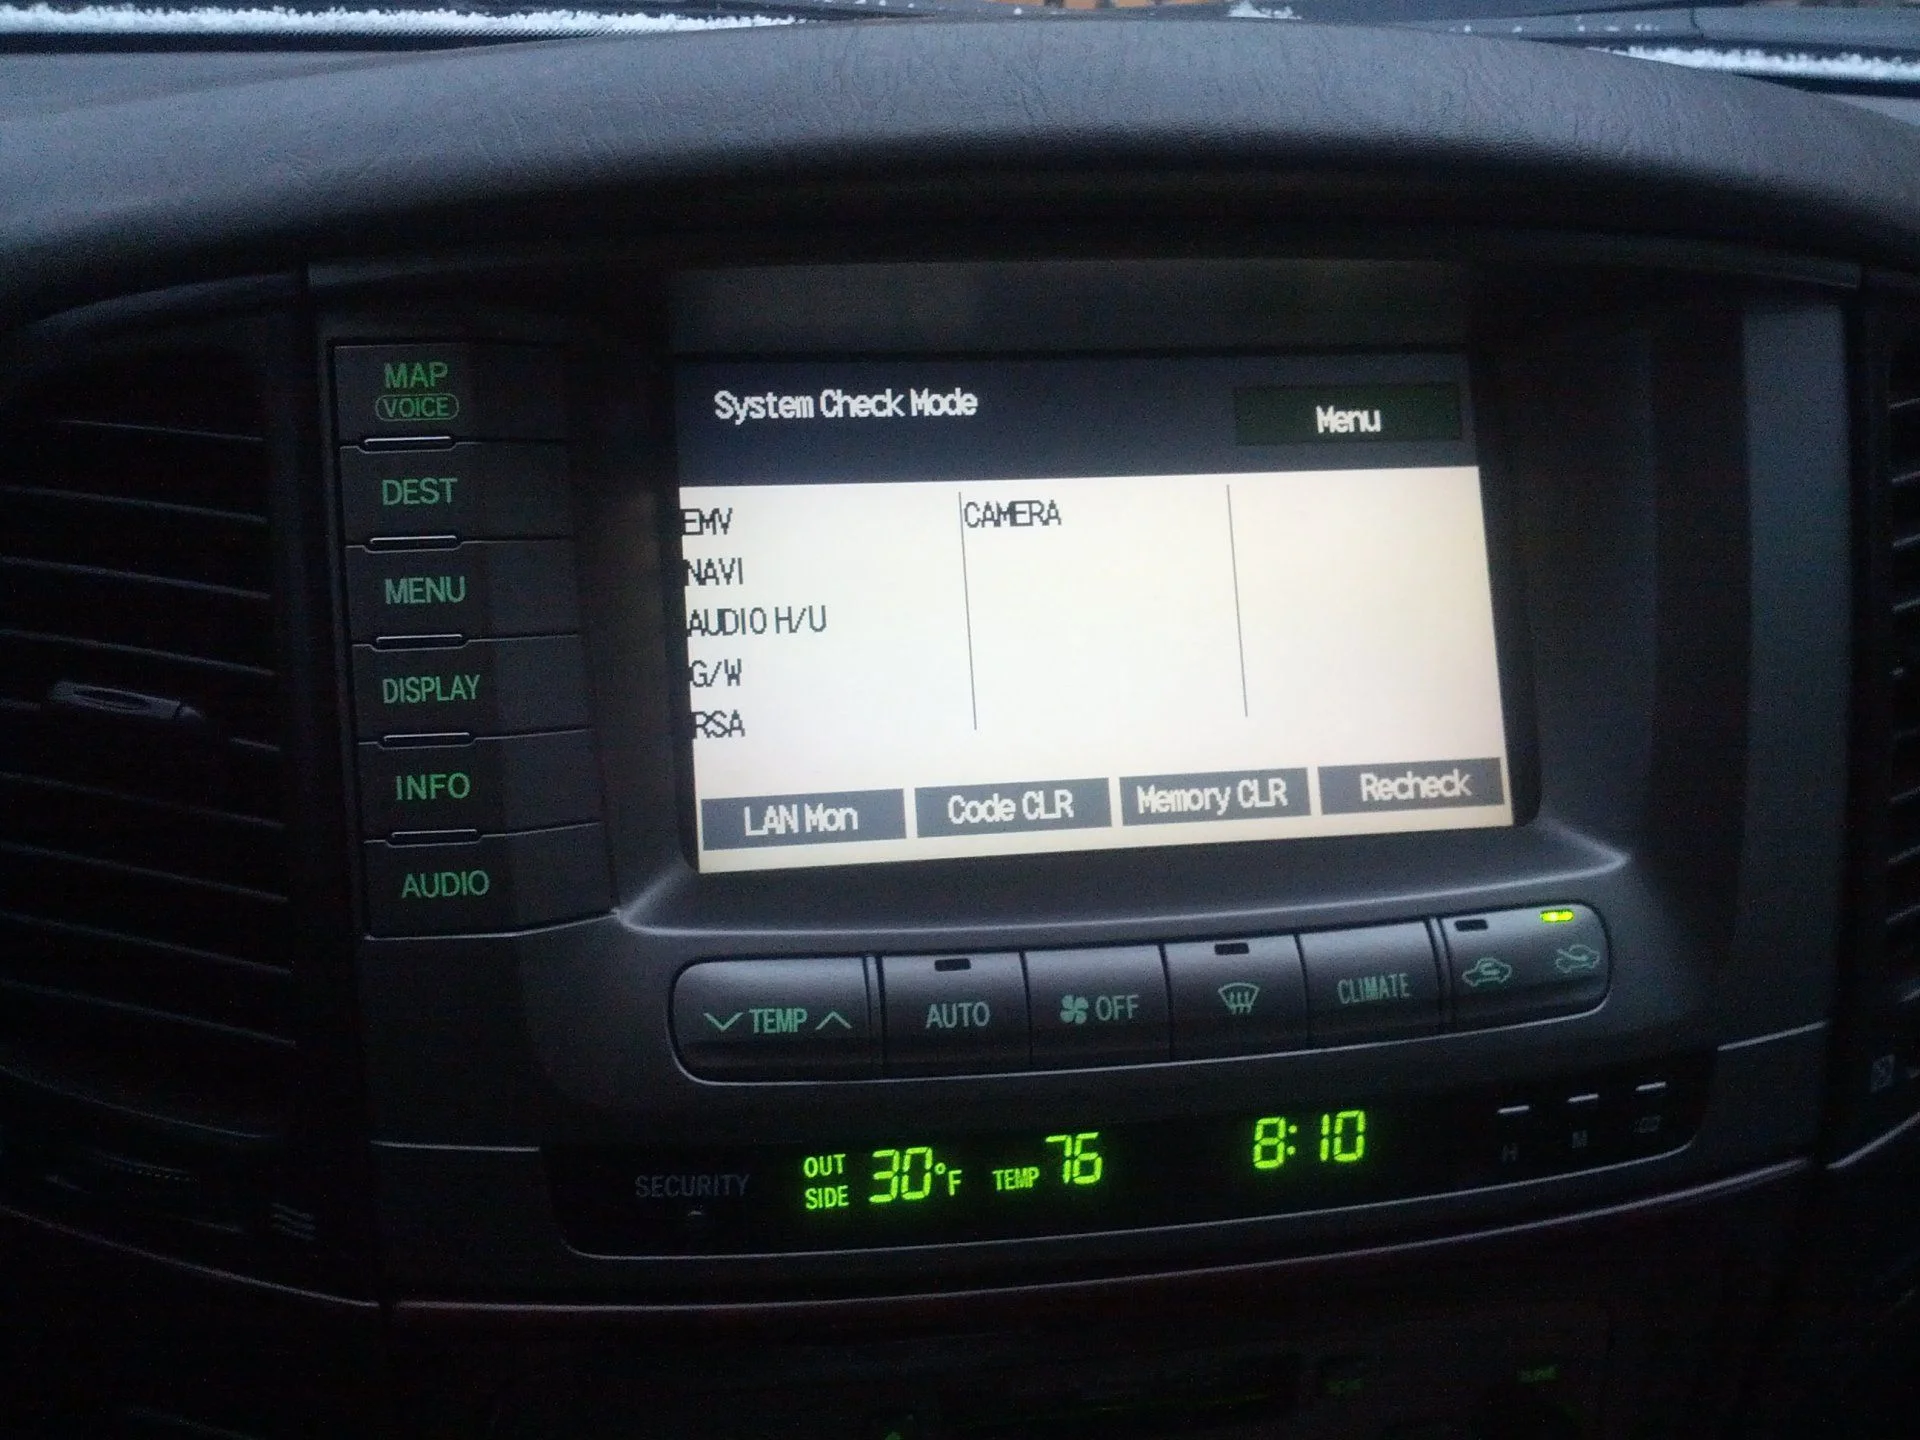 MAP
VOICE
DEST
MENU
DISPLAY
INFO
AUDIO
System Check Mode
Menu
EMV
NAVI
AUDIO H/U
G/W
RSA
CAMERA
LAN Mon
Code CLR
Memory CLR
Recheck
TEMP
AUTO
OFF
CLIMATE
SECURITY
OUT SIDE 30°F TEMP 76 8:10
H M :00